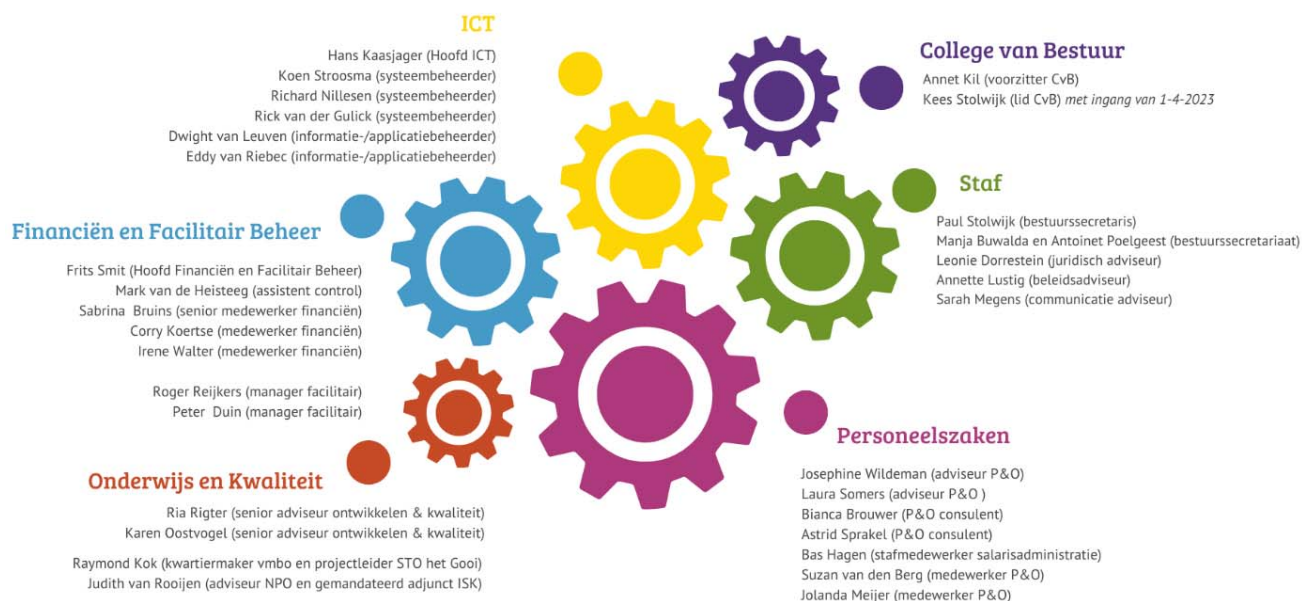 ICT
Hans Kaasjager (Hoofd ICT)
Koen Stroosma (systeembeheerder)
Richard Nillesen (systeembeheerder)
Rick van der Gulick (systeembeheerder)
Dwight van Leuven (informatie-/applicatiebeheerder)
Eddy van Riebec (informatie-/applicatiebeheerder)
College van Bestuur
Annet Kil (voorzitter CvB)
Kees Stolwijk (lid CvB) met ingang van 1-4-2023
Staf
Paul Stolwijk (bestuurssecretaris)
Manja Buwalda en Antoinet Poelgeest (bestuurssecretariaat)
Leonie Dorrestein (juridisch adviseur)
Annette Lustig (beleidsadviseur)
Sarah Megens (communicatie adviseur)
Financiën en Facilitair Beheer
Frits Smit (Hoofd Financiën en Facilitair Beheer)
Mark van de Heisteeg (assistent control)
Sabrina Bruins (senior medewerker financiën)
Corry Koertse (medewerker financiën)
Irene Walter (medewerker financiën)
Roger Reijkers (manager facilitair)
Peter Duin (manager facilitair)
Onderwijs en Kwaliteit
Ria Rigter (senior adviseur ontwikkelen & kwaliteit)
Karen Oostvogel (senior adviseur ontwikkelen & kwaliteit)
Raymond Kok (kwartiermaker vmbo en projectleider STO het Gooi)
Judith van Rooijen (adviseur NPO en gemandateerd adjunct ISK)
Personeelszaken
Josephine Wildeman (adviseur P&O)
Laura Somers (adviseur P&O )
Bianca Brouwer (P&O consulent)
Astrid Sprakel (P&O consulent)
Bas Hagen (stafmedewerker salarisadministratie)
Suzan van den Berg (medewerker P&O)
Jolanda Meijer (medewerker P&O)